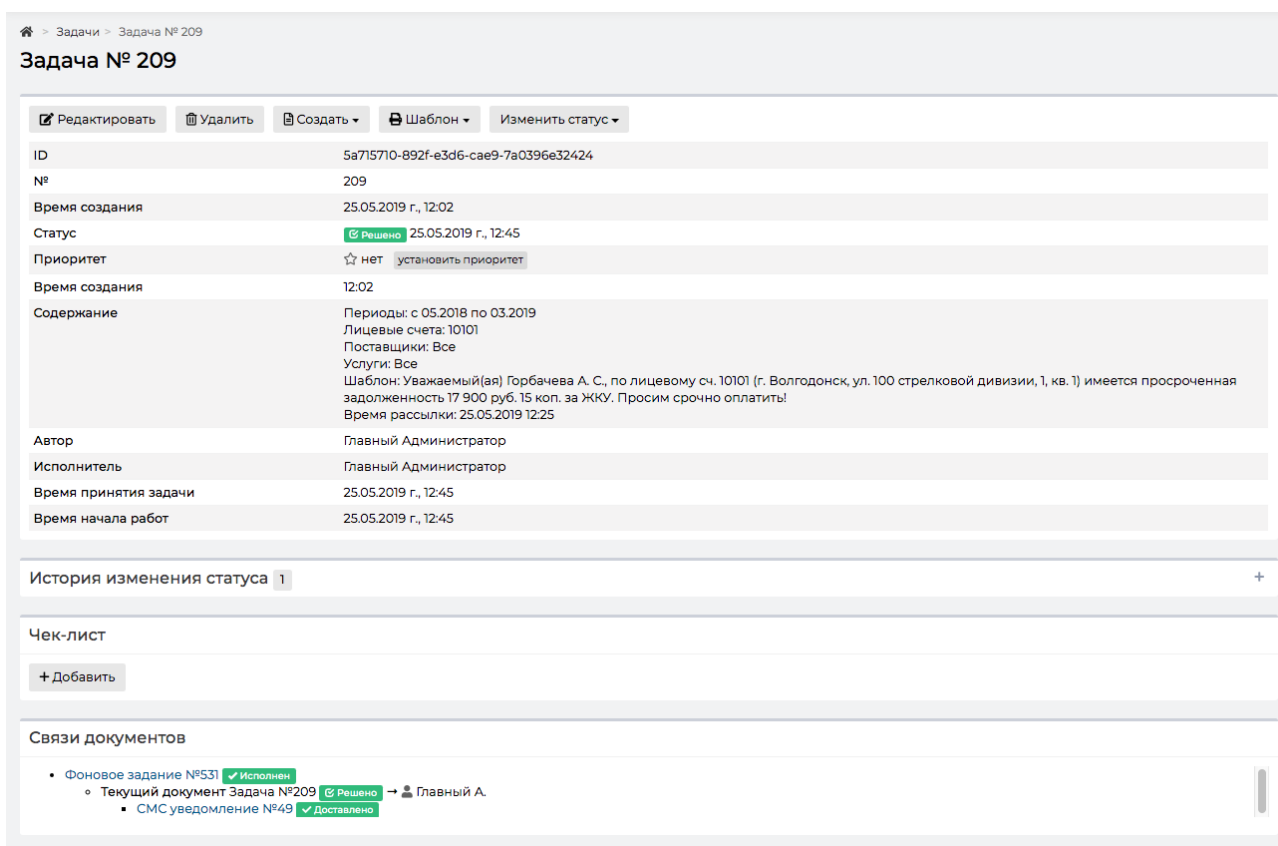 > Задачи > Задача № 209
Задача № 209
Редактировать Удалить Создать Шаблон Изменить статус
ID 5a715710-892f-e3d6-cae9-7a0396e32424
№ 209
Время создания 25.05.2019 г., 12:02
Статус Решено 25.05.2019 г., 12:45
Приоритет нет установить приоритет
Время создания 12:02
Содержание Периоды: с 05.2018 по 03.2019
Лицевые счета: 10101
Поставщики: Все
Услуги: Все
Шаблон: Уважаемый(ая) Горбачева А. С., по лицевому сч. 10101 (г. Волгодонск, ул. 100 стрелковой дивизии, 1, кв. 1) имеется просроченная
задолженность 17 900 руб. 15 коп. за ЖКУ. Просим срочно оплатить!
Время рассылки: 25.05.2019 12:25
Автор Главный Администратор
Исполнитель Главный Администратор
Время принятия задачи 25.05.2019 г., 12:45
Время начала работ 25.05.2019 г., 12:45
История изменения статуса 1 +
Чек-лист
+ Добавить
Связи документов
• Фоновое задание №531 Исполнен
Текущий документ Задача №209 Решено → Главный А.
СМС уведомление №49 Доставлено